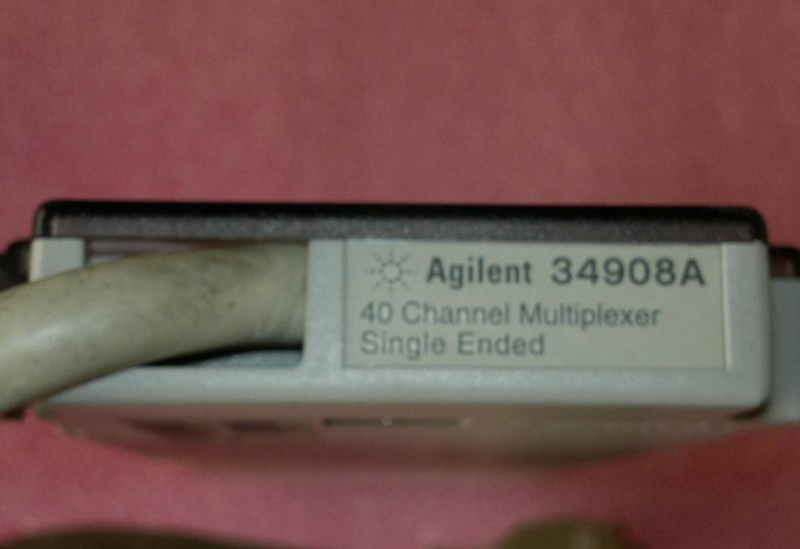 Agilent 34908A
40 Channel Multiplexer
Single Ended